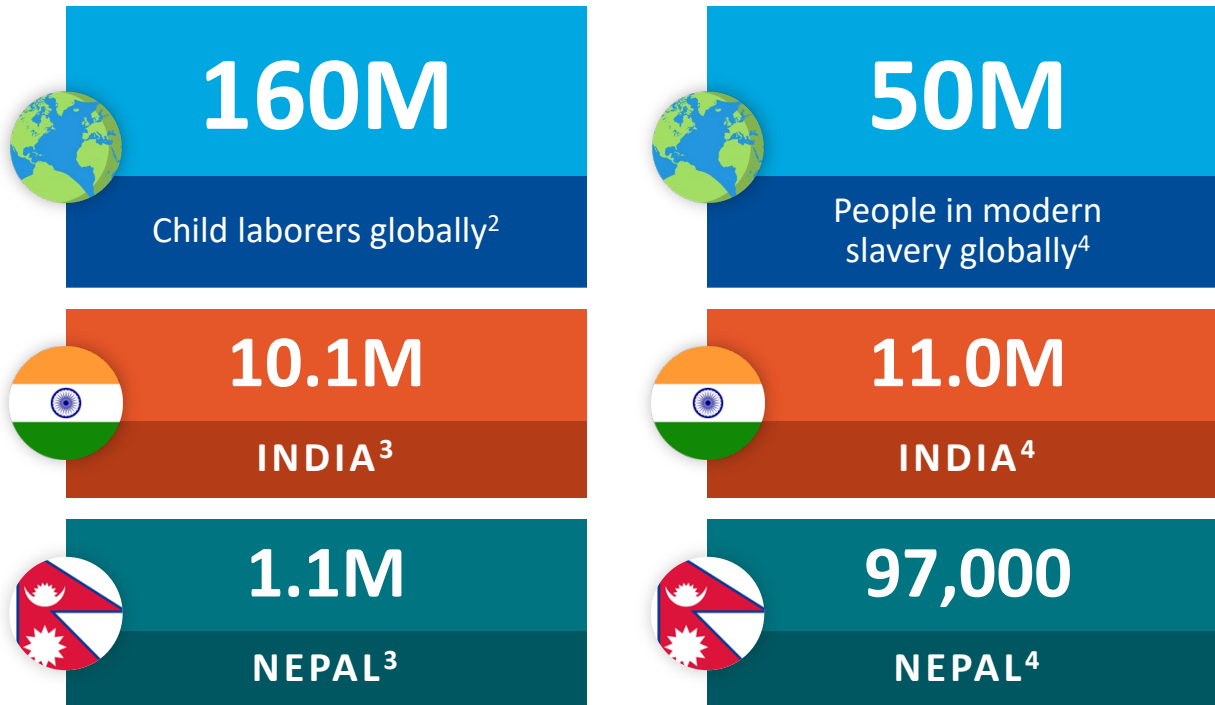 160M
Child laborers globally²
10.1M
INDIA³
1.1M
NEPAL³
50M
People in modern
slavery globally⁴
11.0M
INDIA⁴
97,000
NEPAL⁴